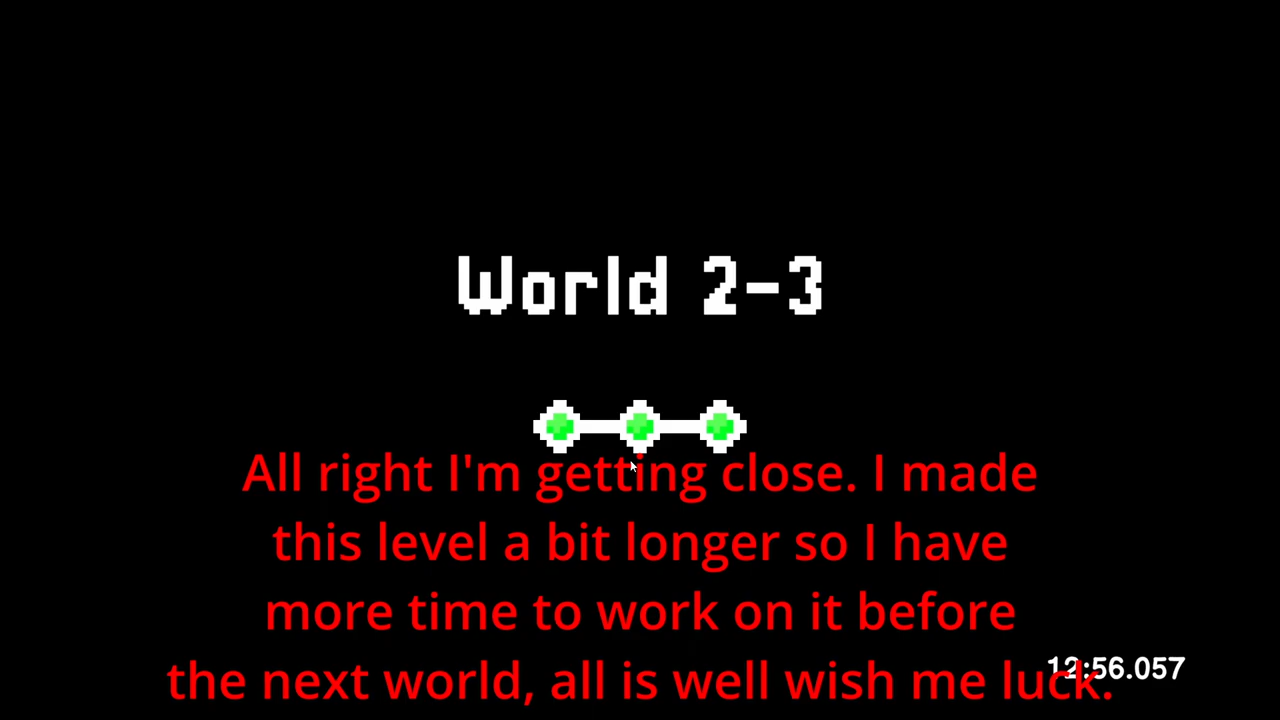 World 2-3
All right I'm getting close. I made
this level a bit longer so I have
more time to work on it before
the next world, all is well wish me luck.
12:56.057